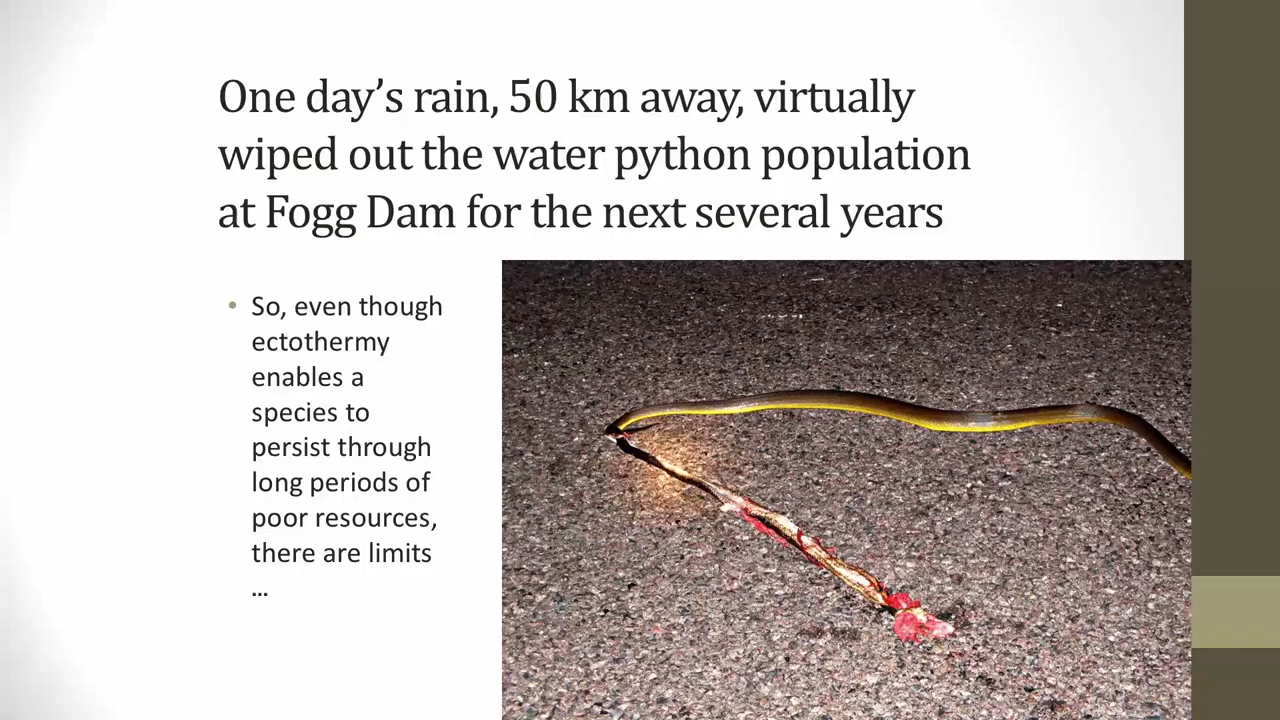 One day’s rain, 50 km away, virtually
wiped out the water python population
at Fogg Dam for the next several years
• So, even though
ectothermy
enables a
species to
persist through
long periods of
poor resources,
there are limits
…